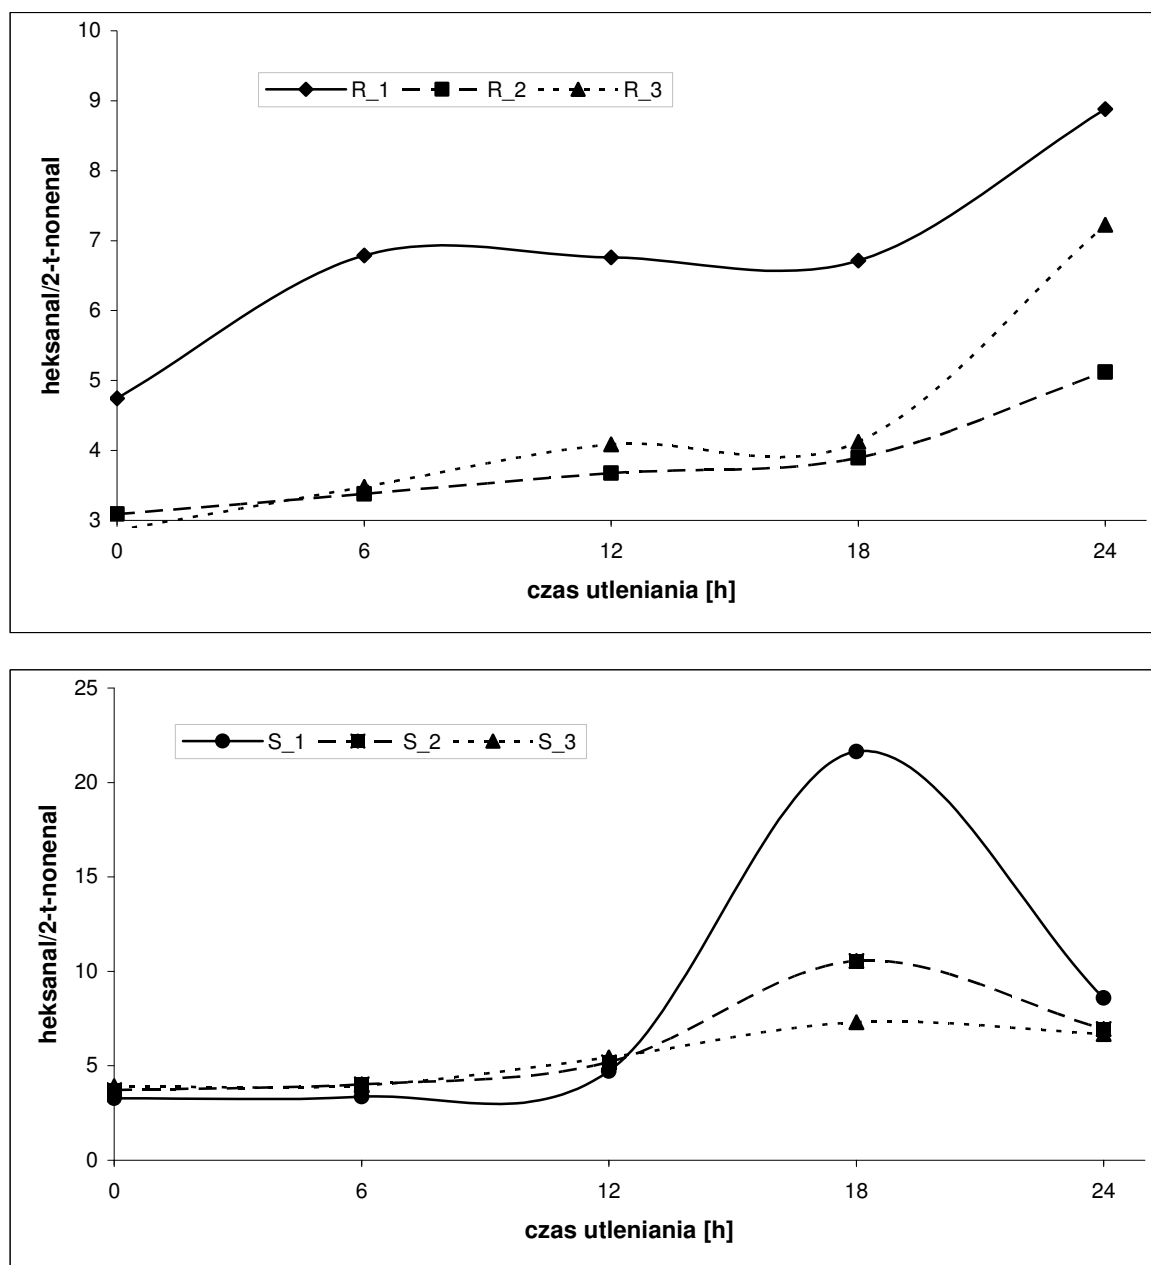 10
R_1 R_2 R_3
9
8
7
6
5
4
3
heksanal/2-t-nonenal
0 6 12 18 24
czas utleniania [h]
25
S_1 S_2 S_3
20
15
10
5
0
heksanal/2-t-nonenal
0 6 12 18 24
czas utleniania [h]